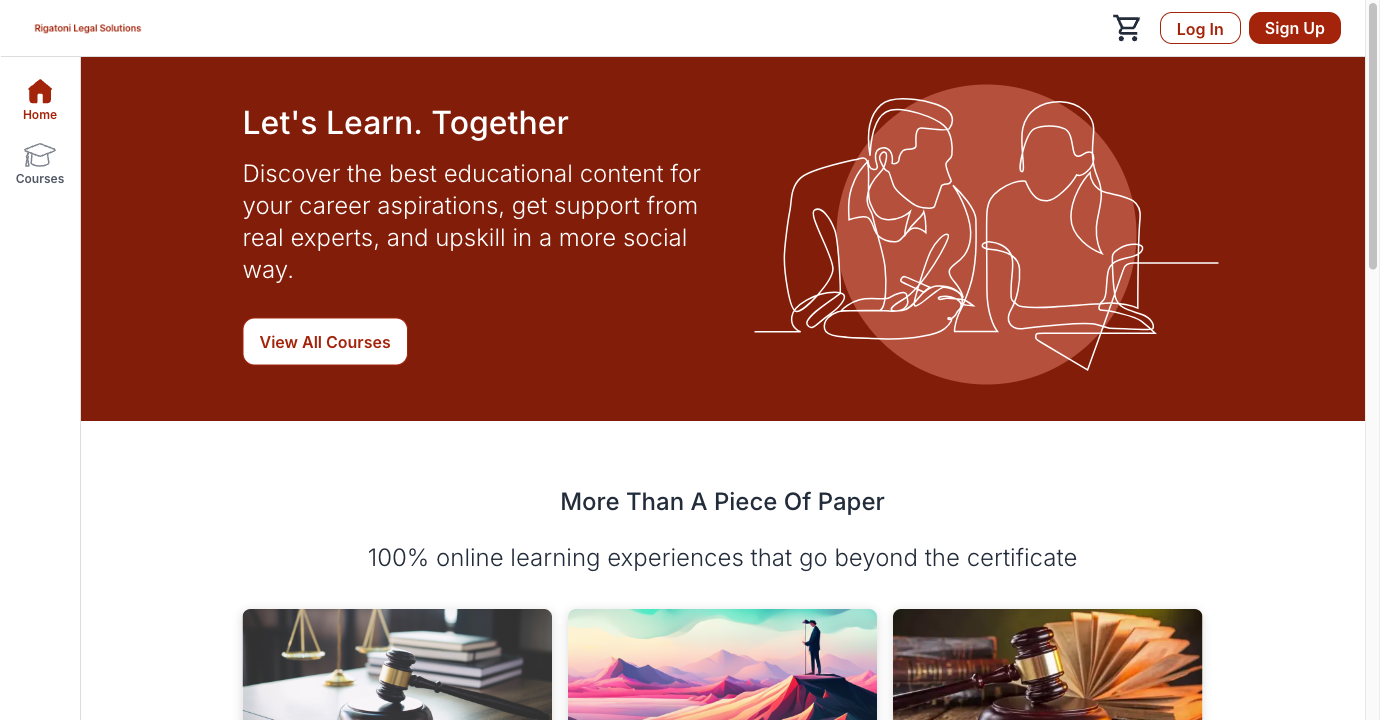 Rigatoni Legal Solutions
Log In
Sign Up
Home
Courses
Let's Learn. Together
Discover the best educational content for
your career aspirations, get support from
real experts, and upskill in a more social
way.
View All Courses
More Than A Piece Of Paper
100% online learning experiences that go beyond the certificate